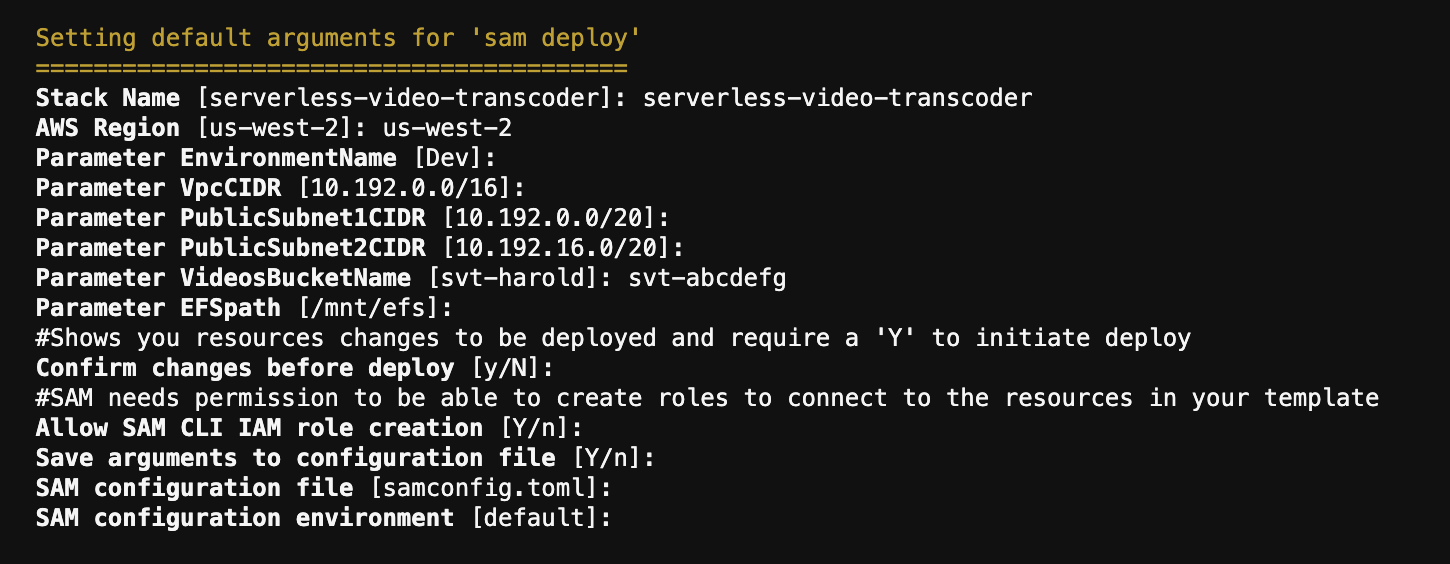 Setting default arguments for 'sam deploy'
=========================================
Stack Name [serverless-video-transcoder]: serverless-video-transcoder
AWS Region [us-west-2]: us-west-2
Parameter EnvironmentName [Dev]:
Parameter VpcCIDR [10.192.0.0/16]:
Parameter PublicSubnet1CIDR [10.192.0.0/20]:
Parameter PublicSubnet2CIDR [10.192.16.0/20]:
Parameter VideosBucketName [svt-harold]: svt-abcdefg
Parameter EFSpath [/mnt/efs]:
#Shows you resources changes to be deployed and require a 'Y' to initiate deploy
Confirm changes before deploy [y/N]:
#SAM needs permission to be able to create roles to connect to the resources in your template
Allow SAM CLI IAM role creation [Y/n]:
Save arguments to configuration file [Y/n]:
SAM configuration file [samconfig.toml]:
SAM configuration environment [default]: